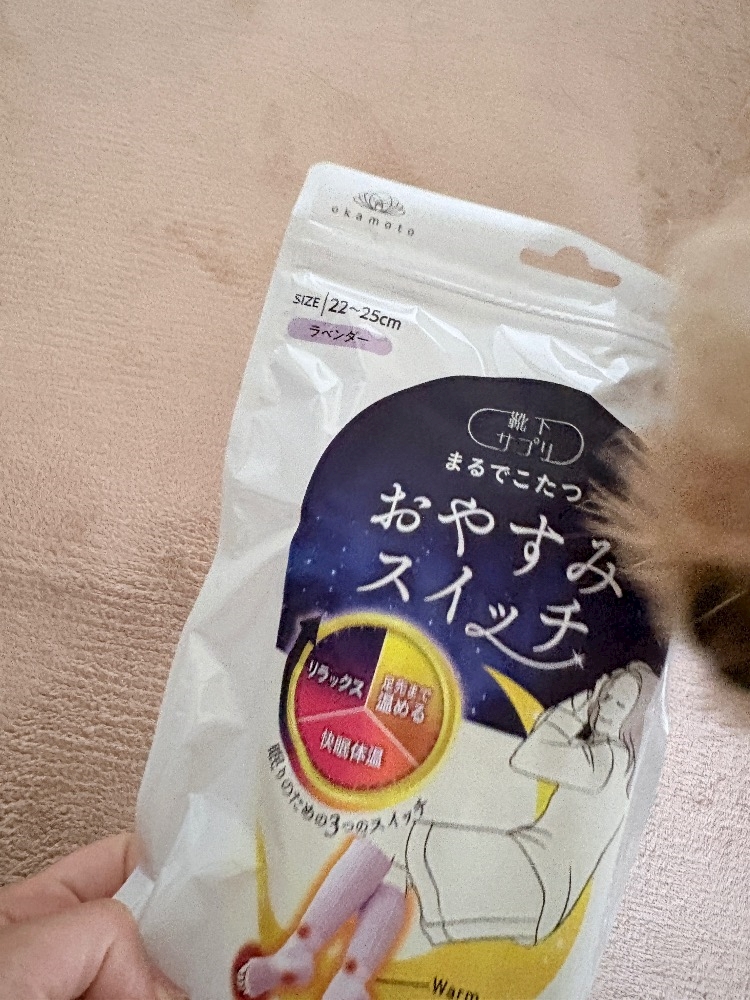 okamoto
SIZE 22~25cm
ラベンダー
靴下
サプリ
まるでこたつ
おやすみ
スイッチ
リラックス
足先まで
温める
快眠体温
眠りのための3つのスイッチ
Warm